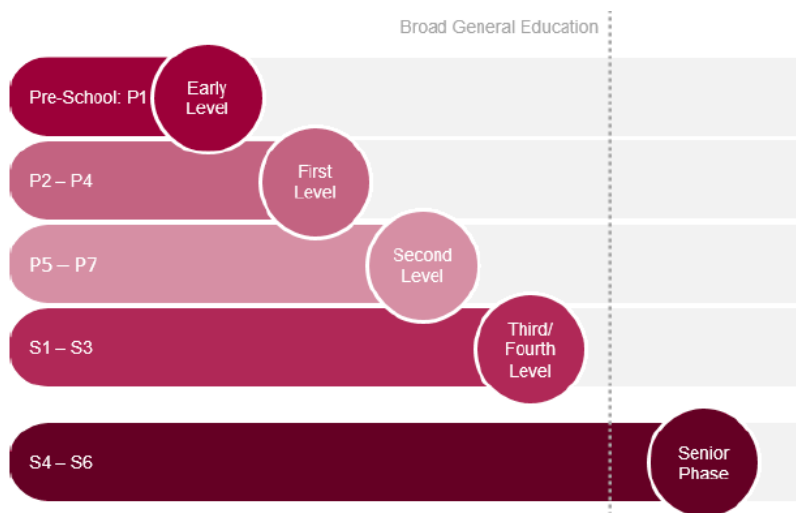 Broad General Education
Pre-School: P1
Early
Level
P2 – P4
First
Level
P5 – P7
Second
Level
S1 – S3
Third/
Fourth
Level
S4 – S6
Senior
Phase